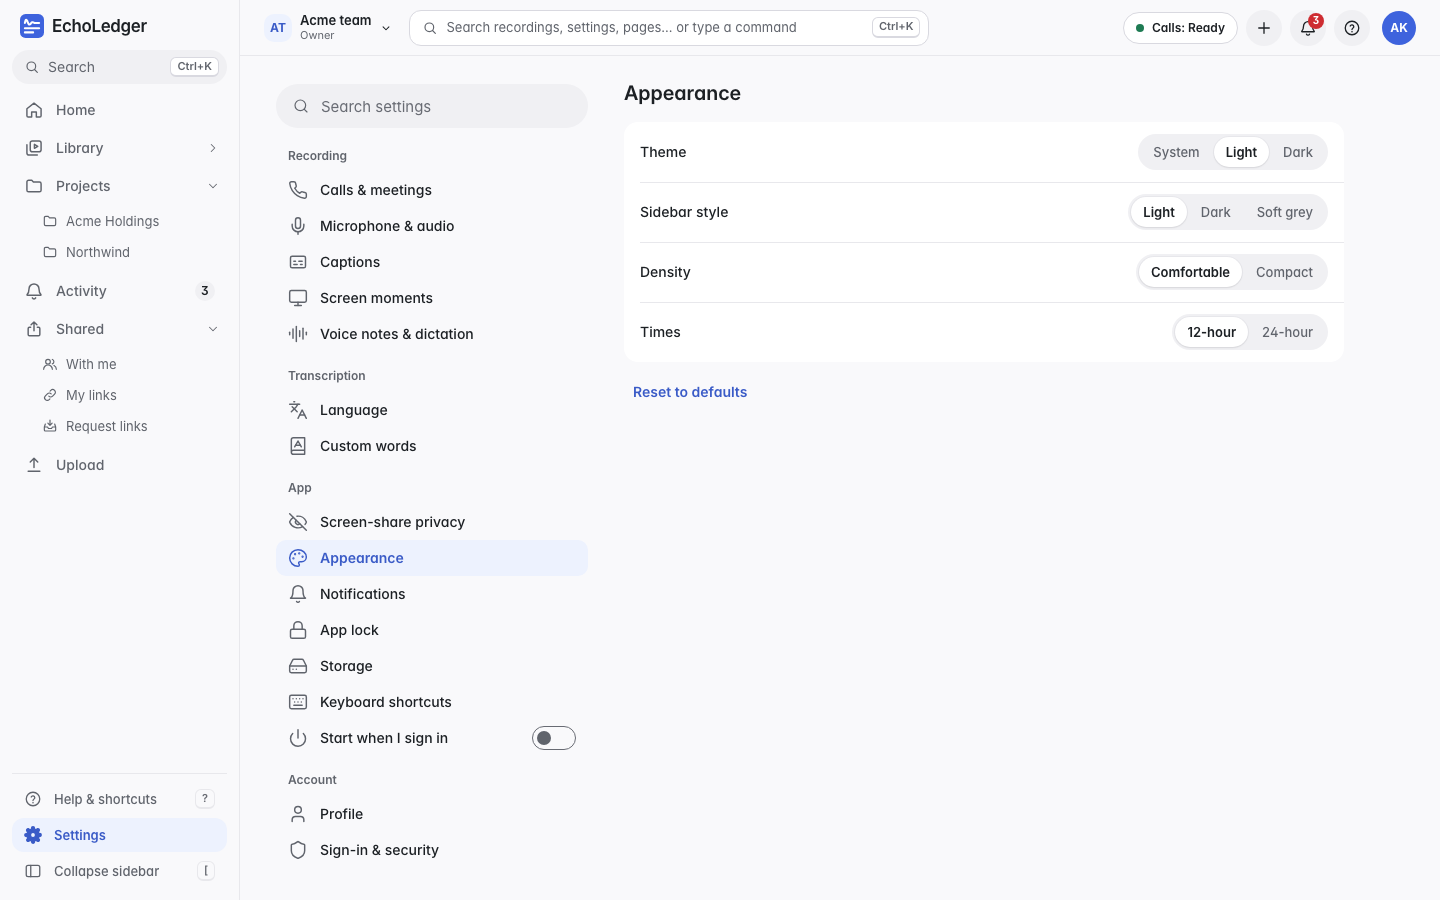 EchoLedger
Search
Ctrl+K
Home
Library
Projects
Acme Holdings
Northwind
Activity
3
Shared
With me
My links
Request links
Upload
Help & shortcuts
?
Settings
Collapse sidebar
[
AT
Acme team
Owner
Search recordings, settings, pages... or type a command
Ctrl+K
Calls: Ready
3
AK
Search settings
Recording
Calls & meetings
Microphone & audio
Captions
Screen moments
Voice notes & dictation
Transcription
Language
Custom words
App
Screen-share privacy
Appearance
Notifications
App lock
Storage
Keyboard shortcuts
Start when I sign in
Account
Profile
Sign-in & security
Appearance
Theme
System Light Dark
Sidebar style
Light Dark Soft grey
Density
Comfortable Compact
Times
12-hour 24-hour
Reset to defaults